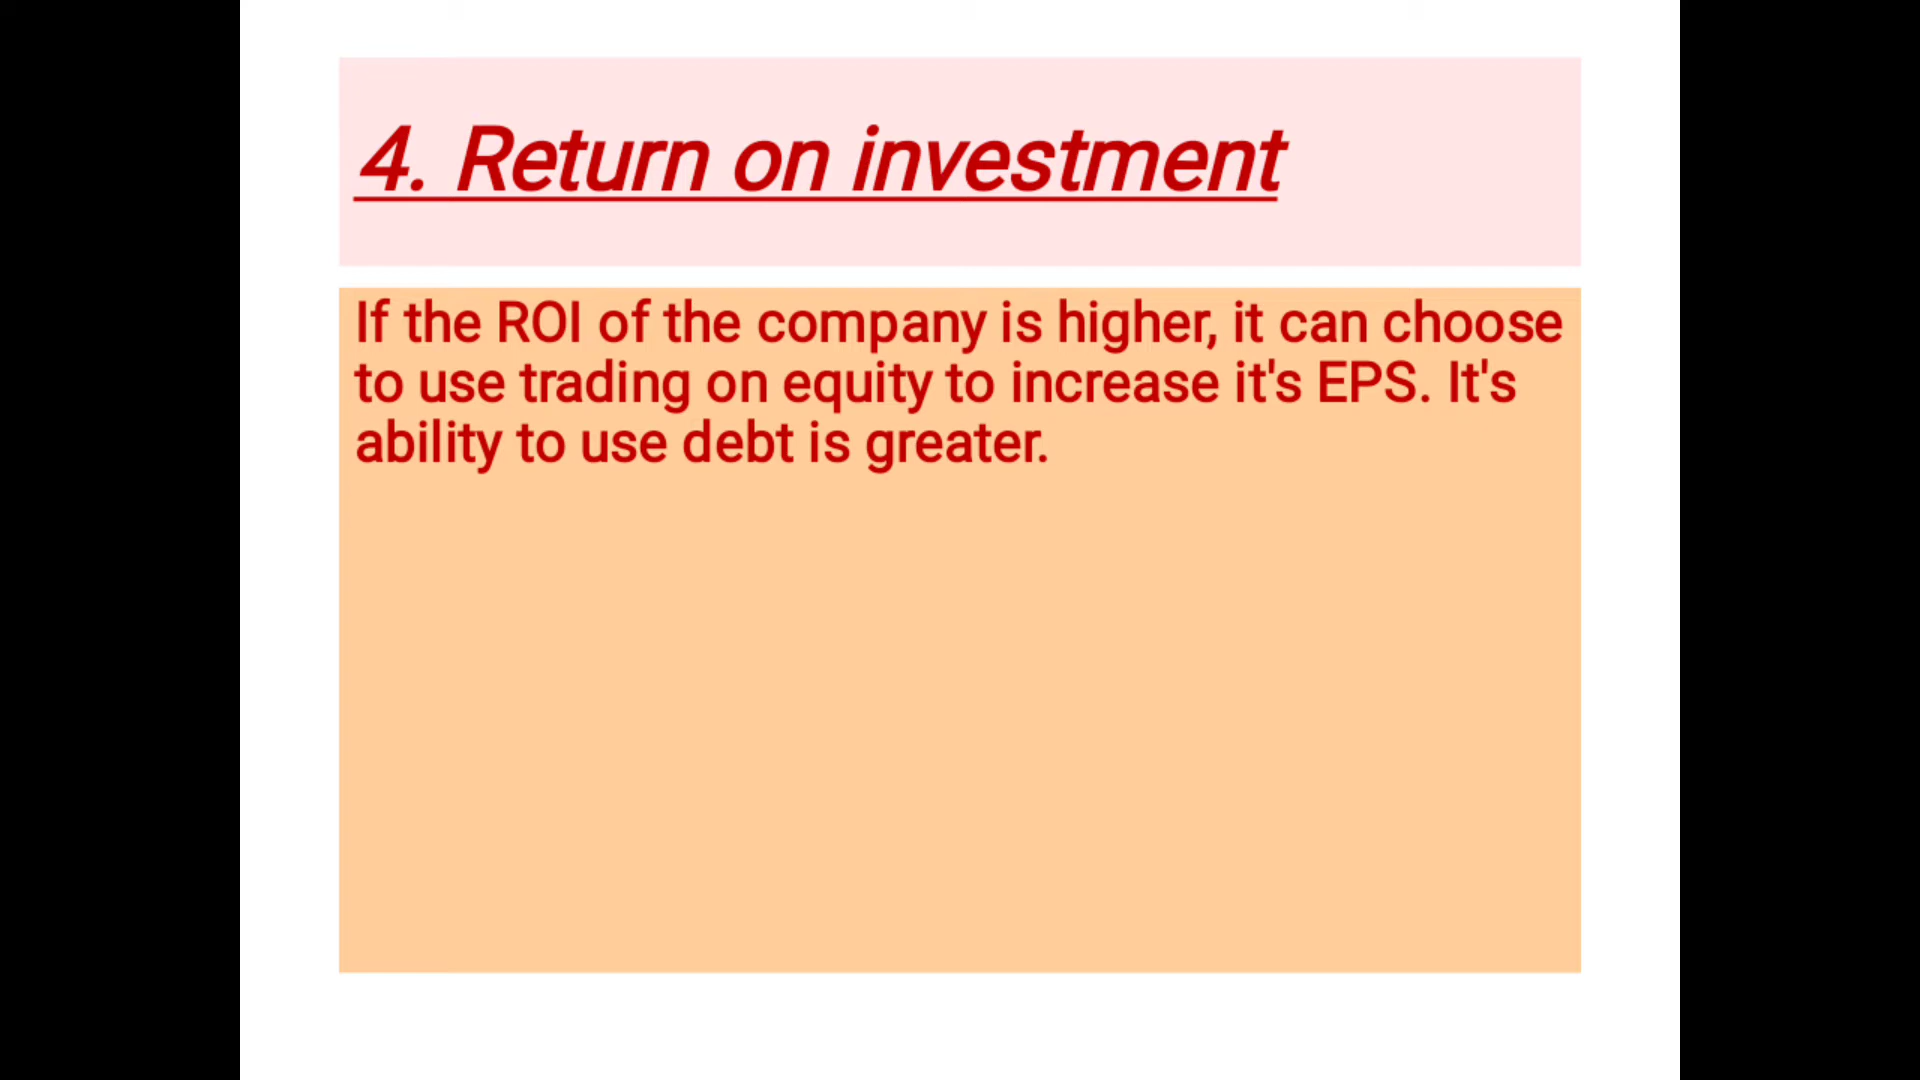 4. Return on investment
If the ROI of the company is higher, it can choose
to use trading on equity to increase it's EPS. It's
ability to use debt is greater.